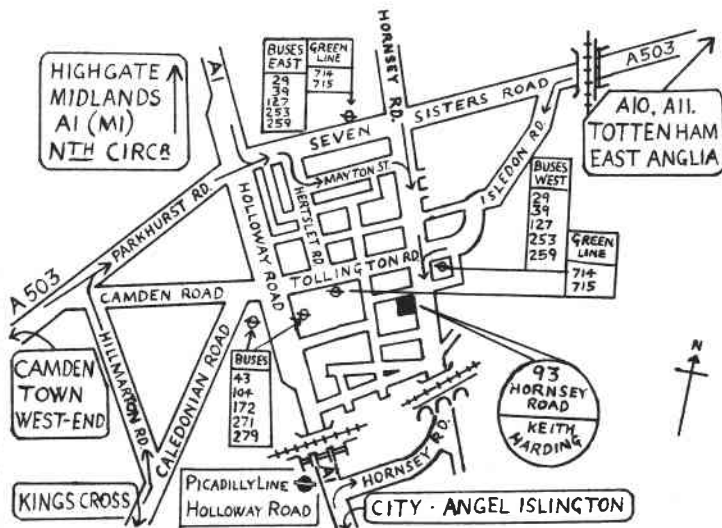 HIGHGATE
MIDLANDS
A1 (M1)
NTH CIRCR
A1
BUSES
EAST
29
39
127
253
259
GREEN
LINE
714
715
HORNSEY RD.
SEVEN SISTERS ROAD
A503
A10, A11.
TOTTENHAM
EAST ANGLIA
MAYTON ST.
HERTSLET RD
ISLEDON RD.
BUSES
WEST
29
39
127
253
259
GREEN
LINE
714
715
PARKHURST RD.
HOLLOWAY ROAD
TOLLINGTON RD.
A503
CAMDEN ROAD
CAMDEN
TOWN
WEST-END
HILLMARTON RD.
CALEDONIAN ROAD
BUSES
43
104
172
271
279
93
HORNSEY
ROAD
KEITH
HARDING
N
KINGS CROSS
PICADILLY LINE
HOLLOWAY ROAD
A1
HORNSEY RD.
CITY · ANGEL ISLINGTON